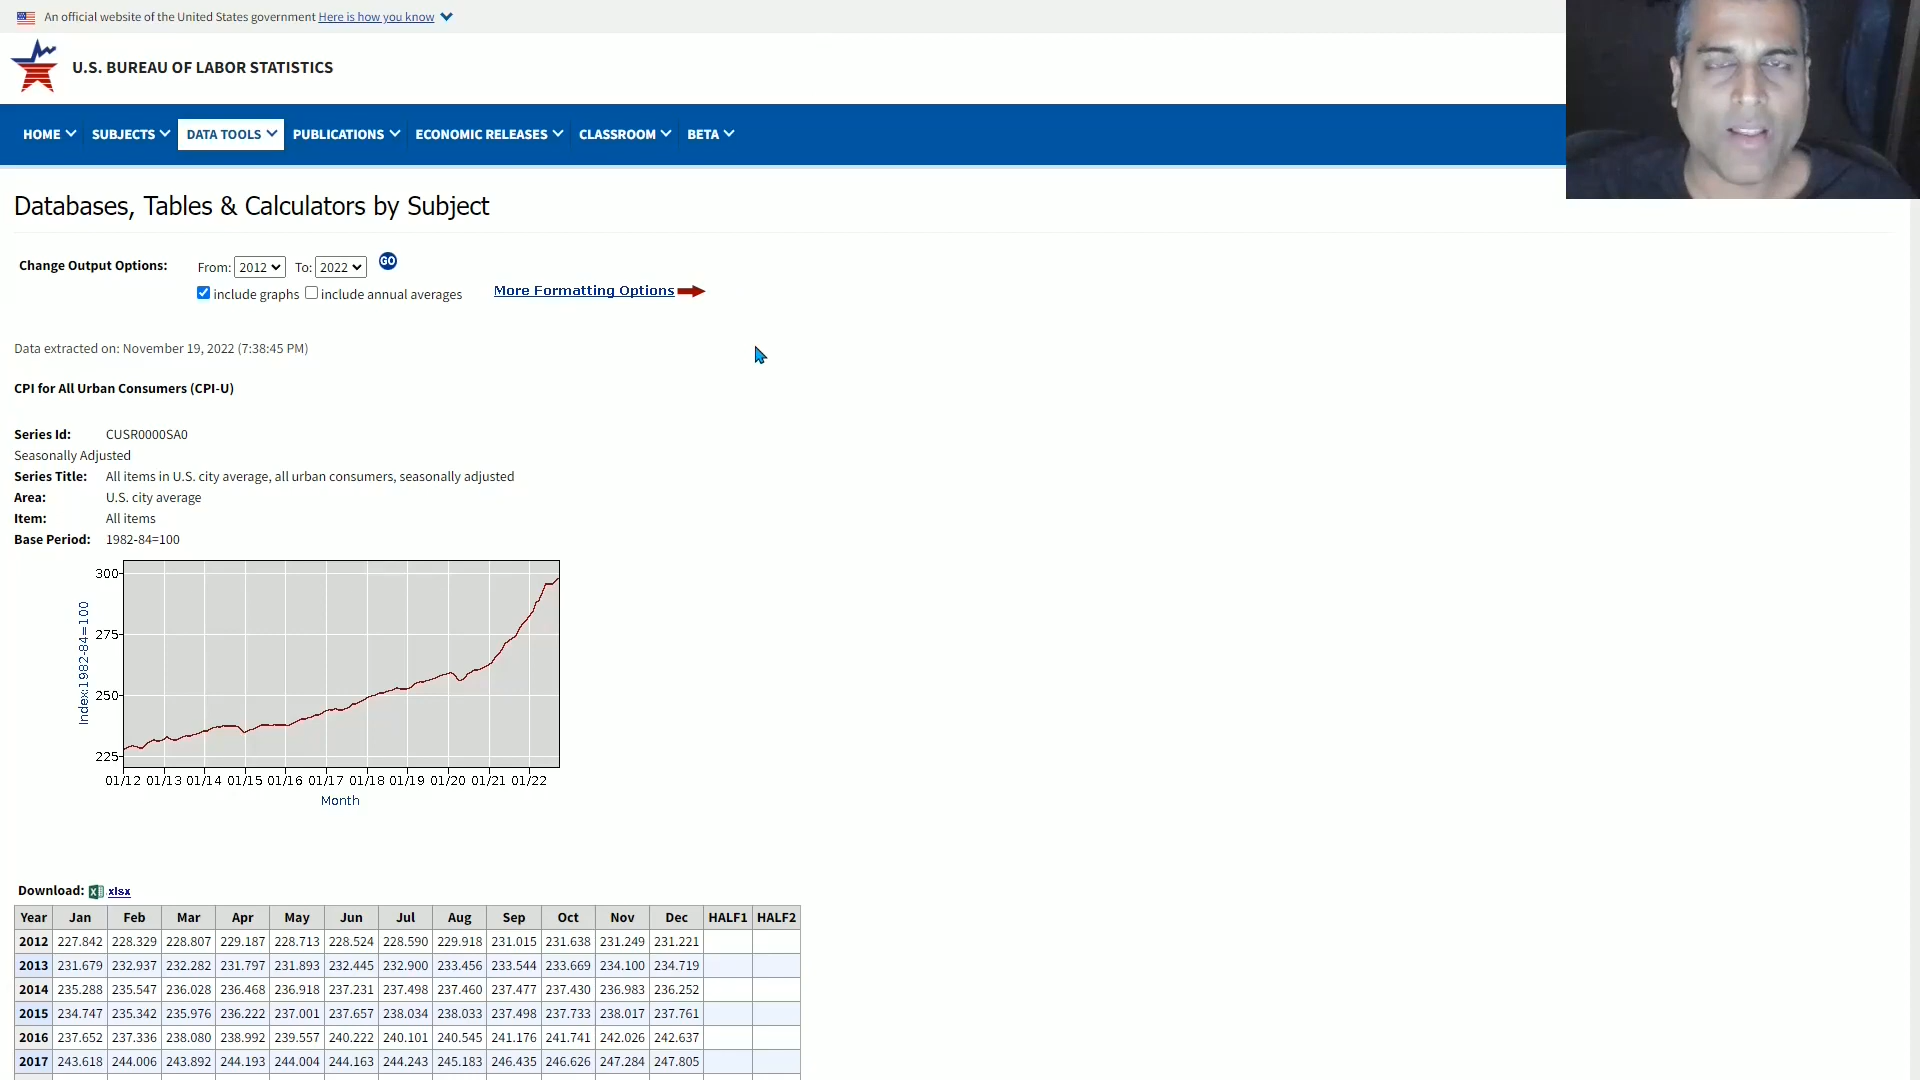 An official website of the United States government Here is how you know
U.S. BUREAU OF LABOR STATISTICS
HOME SUBJECTS DATA TOOLS PUBLICATIONS ECONOMIC RELEASES CLASSROOM BETA
Databases, Tables & Calculators by Subject
Change Output Options: From: 2012 To: 2022 GO
include graphs include annual averages More Formatting Options
Data extracted on: November 19, 2022 (7:38:45 PM)
CPI for All Urban Consumers (CPI-U)
Series Id: CUSR0000SA0
Seasonally Adjusted
Series Title: All items in U.S. city average, all urban consumers, seasonally adjusted
Area: U.S. city average
Item: All items
Base Period: 1982-84=100
300
275
250
225
Index:1982-84=100
01/12 01/13 01/14 01/15 01/16 01/17 01/18 01/19 01/20 01/21 01/22
Month
Download: X .xlsx
Year Jan Feb Mar Apr May Jun Jul Aug Sep Oct Nov Dec HALF1 HALF2
2012 227.842 228.329 228.807 229.187 228.713 228.524 228.590 229.918 231.015 231.638 231.249 231.221
2013 231.679 232.937 232.282 231.797 231.893 232.445 232.900 233.456 233.544 233.669 234.100 234.719
2014 235.288 235.547 236.028 236.468 236.918 237.231 237.498 237.460 237.477 237.430 236.983 236.252
2015 234.747 235.342 235.976 236.222 237.001 237.657 238.034 238.033 237.498 237.733 238.017 237.761
2016 237.652 237.336 238.080 238.992 239.557 240.222 240.101 240.545 241.176 241.741 242.026 242.637
2017 243.618 244.006 243.892 244.193 244.004 244.163 244.243 245.183 246.435 246.626 247.284 247.805